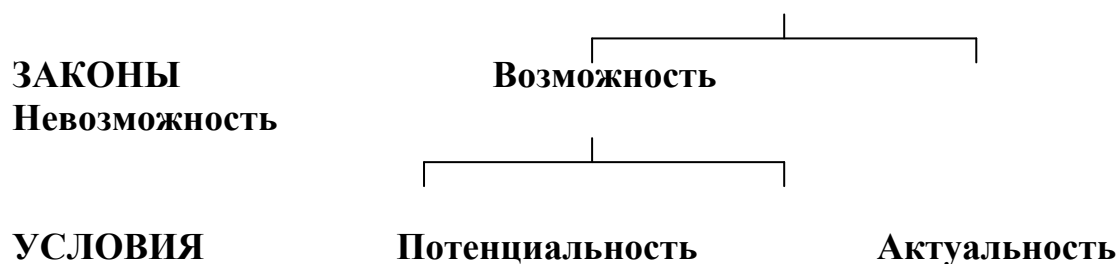 ЗАКОНЫ Возможность
Невозможность
УСЛОВИЯ Потенциальность Актуальность